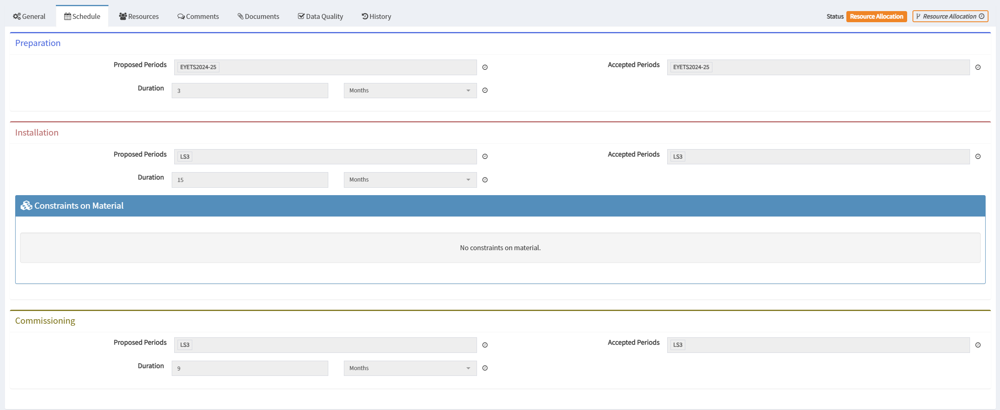 General Schedule Resources Comments Documents Data Quality History Status Resource Allocation Resource Allocation
Preparation
Proposed Periods EYETS2024-25 Accepted Periods EYETS2024-25
Duration 3 Months
Installation
Proposed Periods LS3 Accepted Periods LS3
Duration 15 Months
Constraints on Material
No constraints on material.
Commissioning
Proposed Periods LS3 Accepted Periods LS3
Duration 9 Months